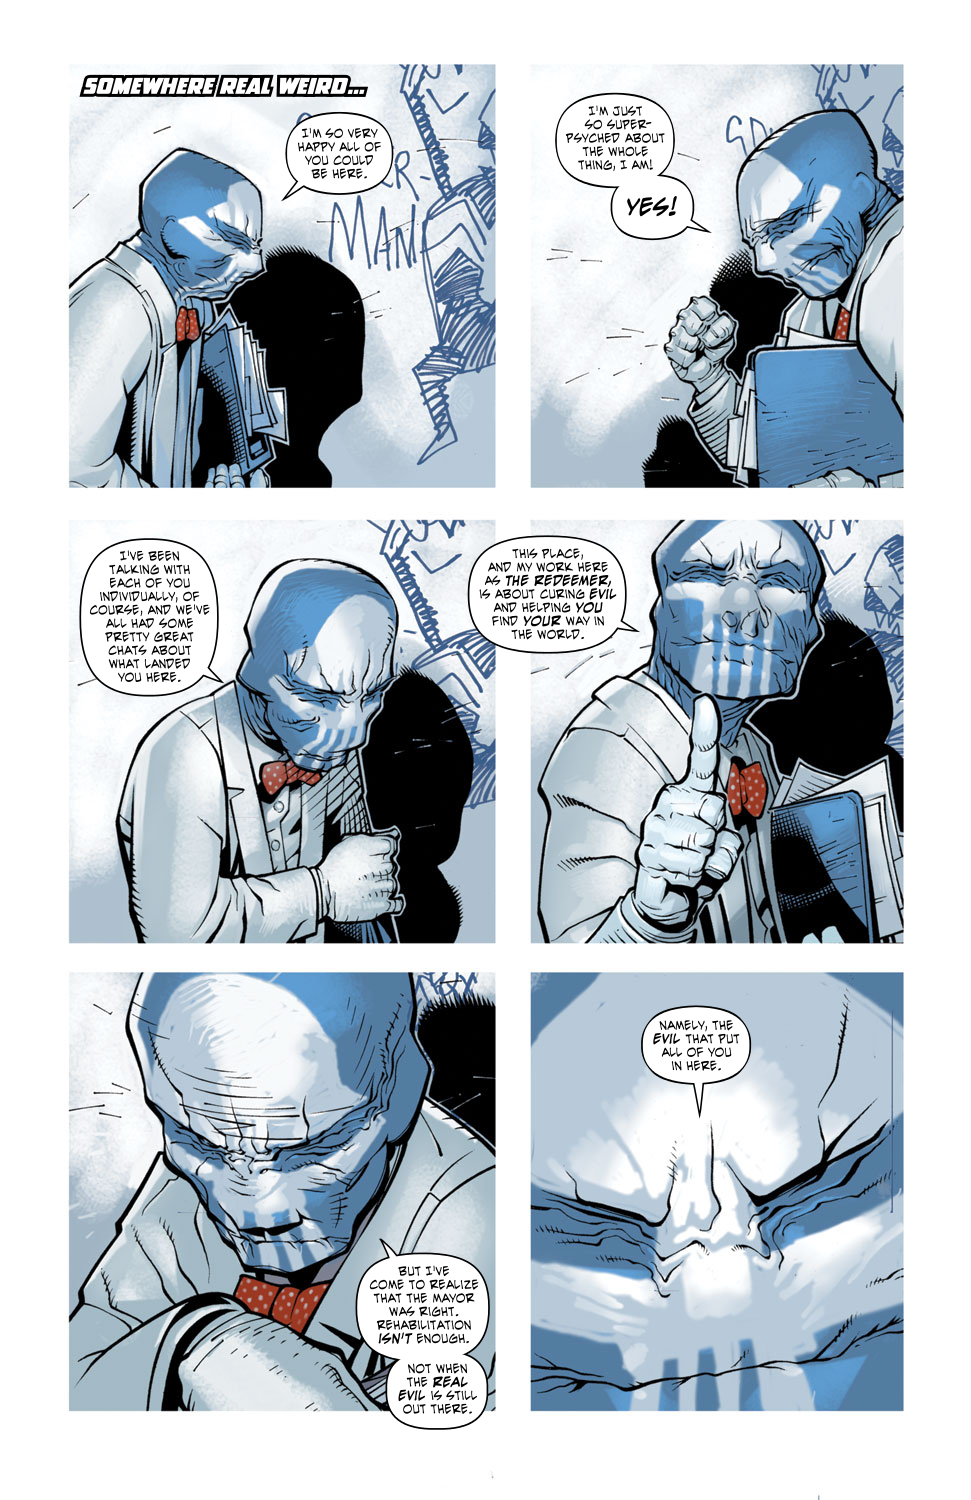 SOMEWHERE REAL WEIRD...
I'M SO VERY
HAPPY ALL OF
YOU COULD
BE HERE.
MAMA
I'M JUST
SO SUPER-
PSYCHED ABOUT
THE WHOLE
THING, I AM!
YES!
I'VE BEEN
TALKING WITH
EACH OF YOU
INDIVIDUALLY, OF
COURSE, AND WE'VE
ALL HAD SOME
PRETTY GREAT
CHATS ABOUT
WHAT LANDED
YOU HERE.
THIS PLACE,
AND MY WORK HERE
AS THE REDEEMER,
IS ABOUT CURING EVIL
AND HELPING YOU
FIND YOUR WAY IN
THE WORLD.
BUT I'VE
COME TO REALIZE
THAT THE MAYOR
WAS RIGHT.
REHABILITATION
ISN'T ENOUGH.
NOT WHEN
THE REAL
EVIL IS STILL
OUT THERE.
NAMELY, THE
EVIL THAT PUT
ALL OF YOU
IN HERE.